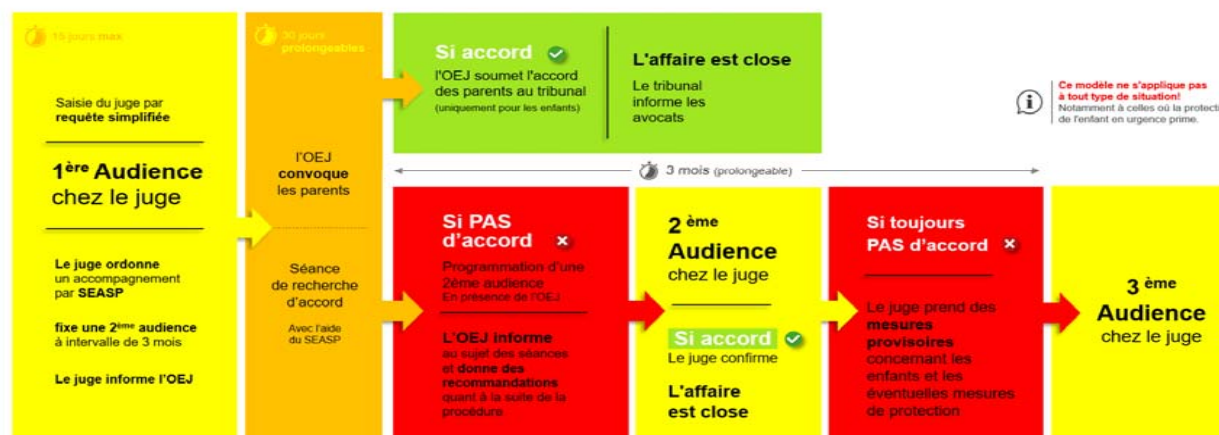 15 jours max
Saisie du juge par
requête simplifiée
1ère Audience
chez le juge
Le juge ordonne
un accompagnement
par SEASP
fixe une 2ème audience
à intervalle de 3 mois
Le juge informe l'OEJ
30 jours
prolongeables
l'OEJ
convoque
les parents
Séance
de recherche
d'accord
Avec l'aide
du SEASP
Si accord
l'OEJ soumet l'accord
des parents au tribunal
(uniquement pour les enfants)
L'affaire est close
Le tribunal
informe les
avocats
Ce modèle ne s'applique pas
à tout type de situation!
Notamment à celles où la protecti
de l'enfant en urgence prime.
3 mois (prolongeable)
Si PAS
d'accord
Programmation d'une
2ème audience
En présence de l'OEJ
L'OEJ informe
au sujet des séances
et donne des
recommandations
quant à la suite de la
procédure
2 ème
Audience
chez le juge
Si accord
Le juge confirme
L'affaire
est close
Si toujours
PAS d'accord
Le juge prend des
mesures
provisoires
concernant les
enfants et les
éventuelles mesures
de protection
3 ème
Audience
chez le juge